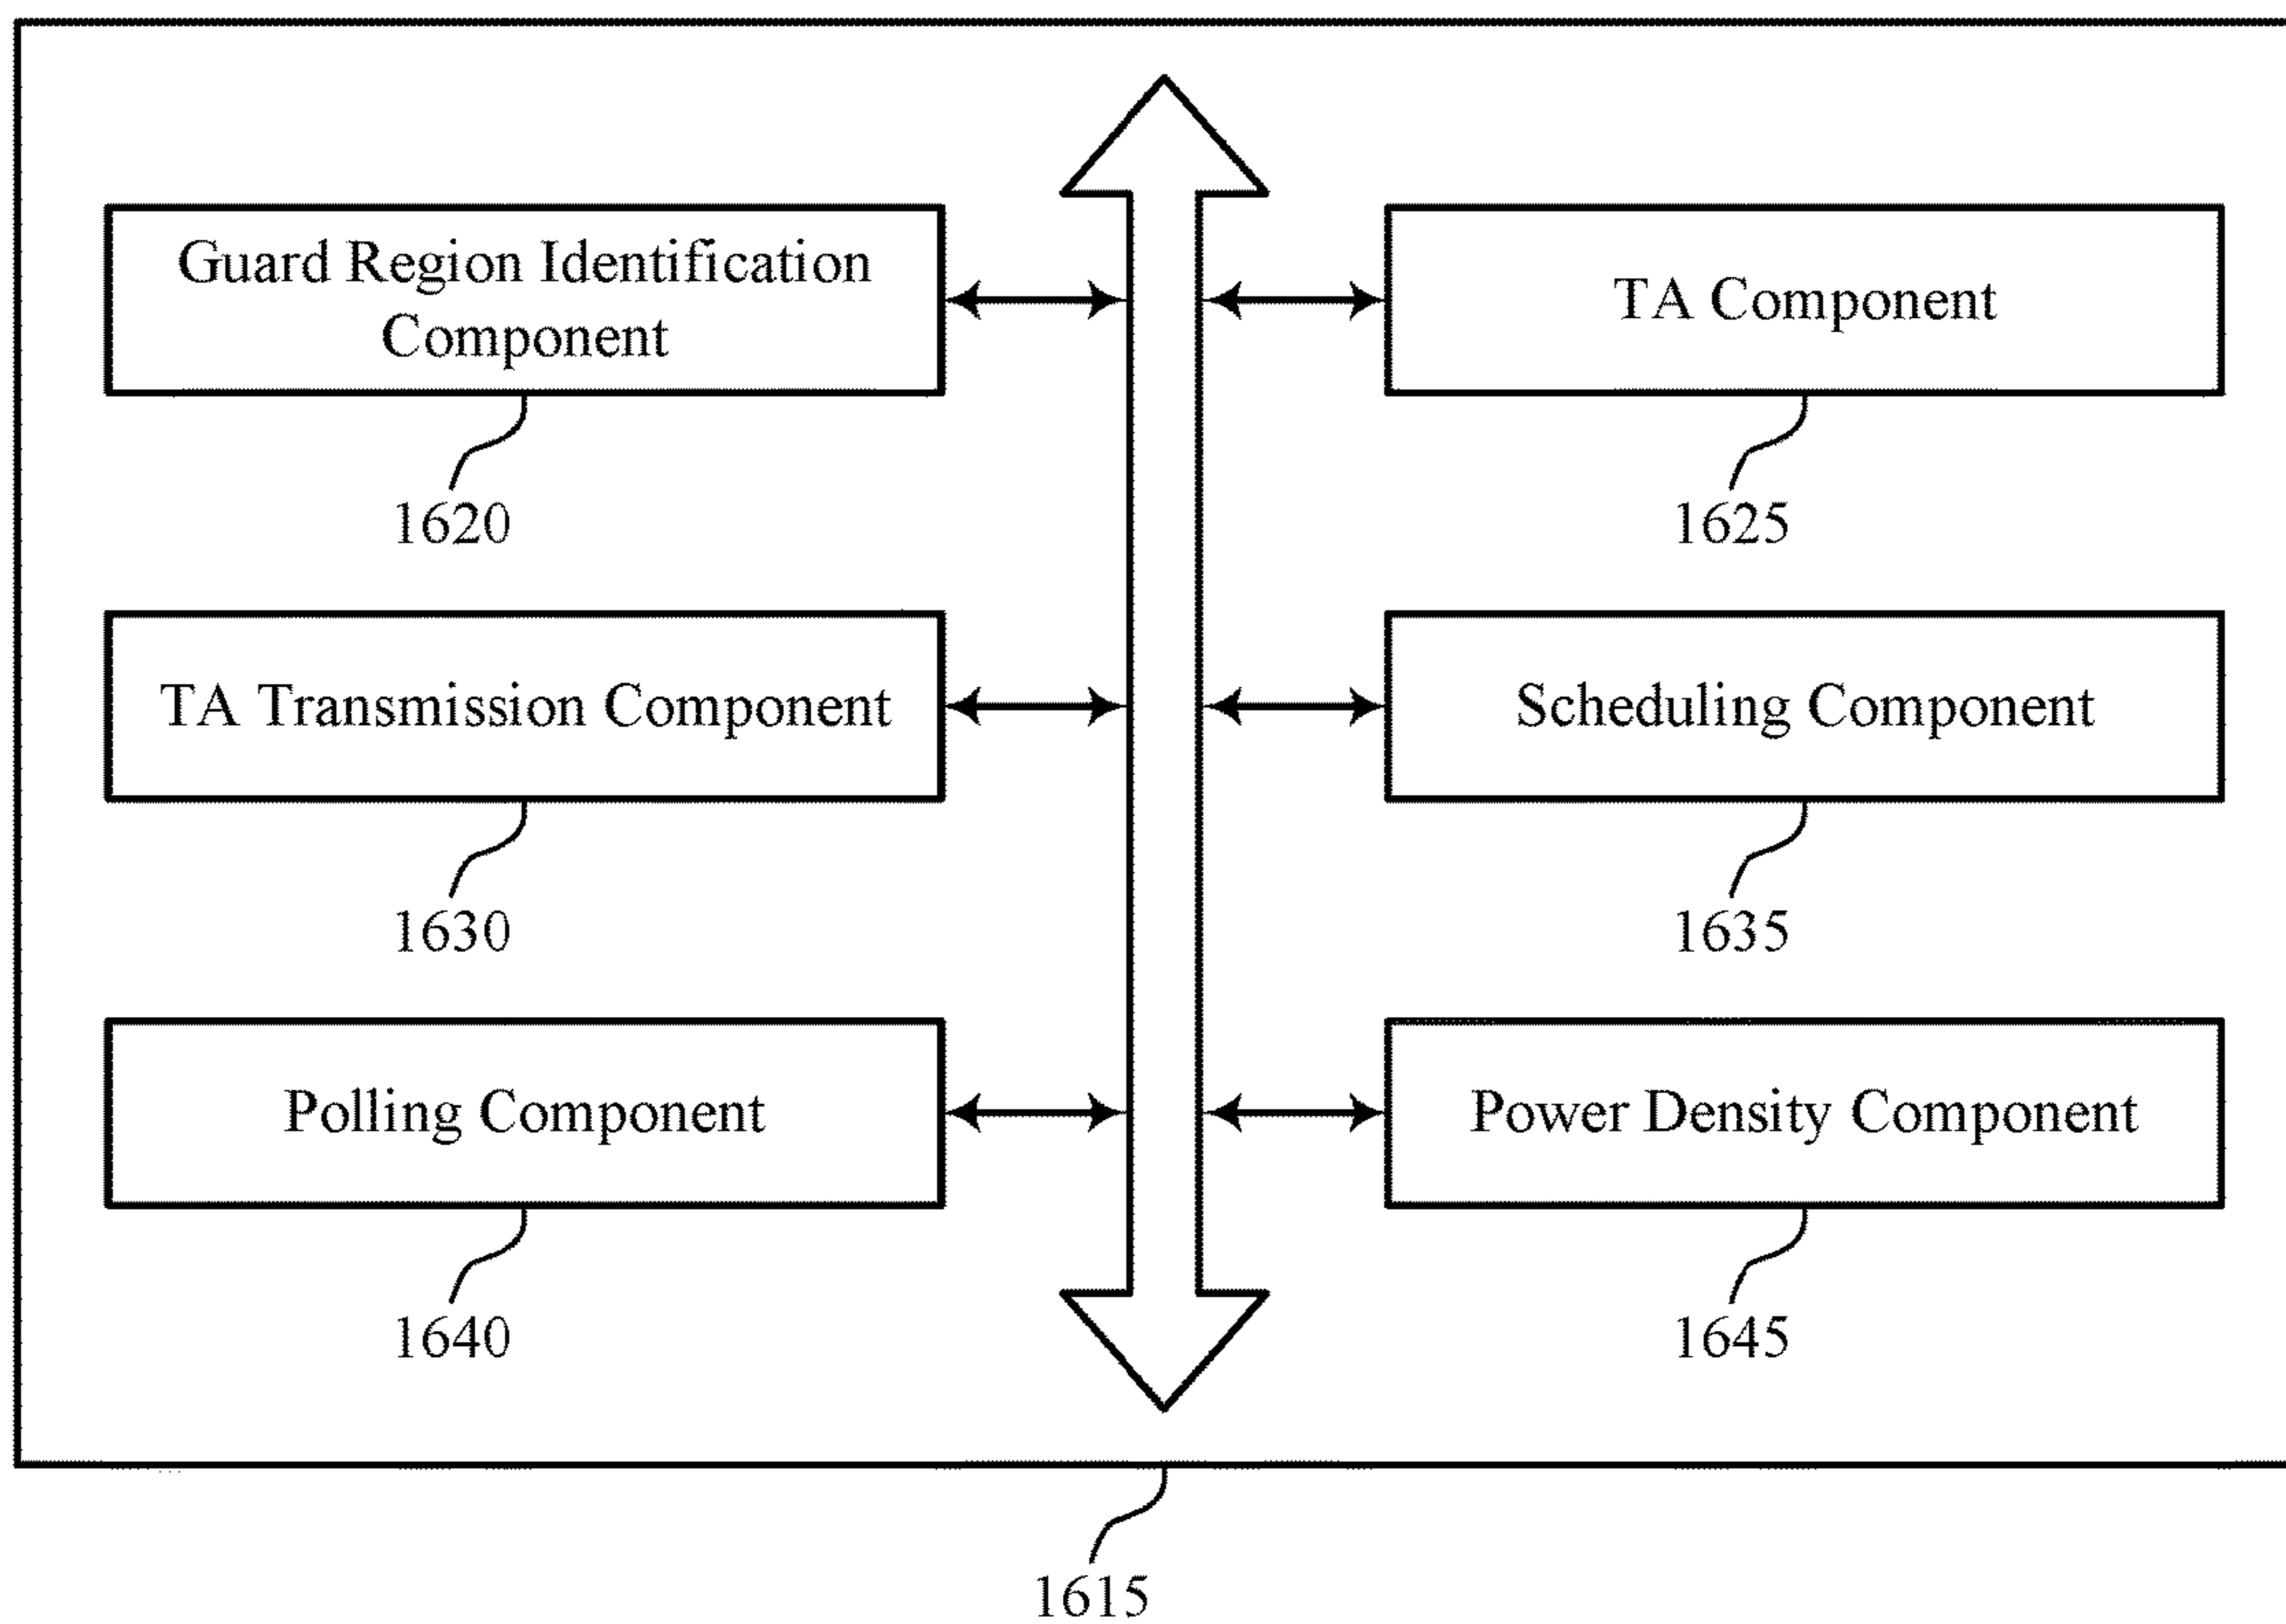 Guard Region Identification
Component
1620
TA Component
1625
TA Transmission Component
1630
Scheduling Component
1635
Polling Component
1640
Power Density Component
1645
1615